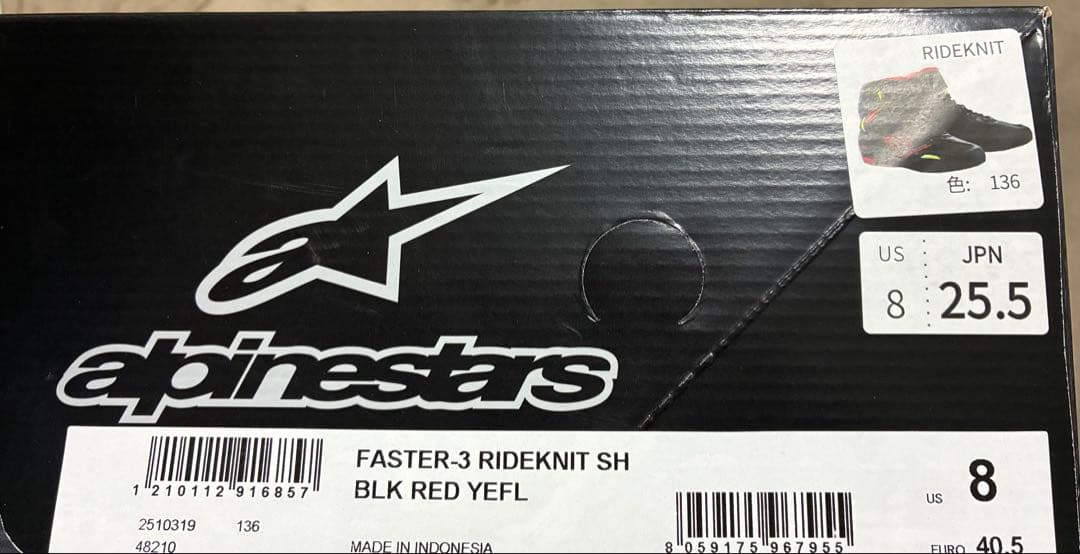 RIDEKNIT
色: 136
US JPN
8 25.5
alpinestars
1 210112 916857
FASTER-3 RIDEKNIT SH
BLK RED YEFL
2510319 136
48210
MADE IN INDONESIA
8 059175 967955
US 8
EURO 40.5